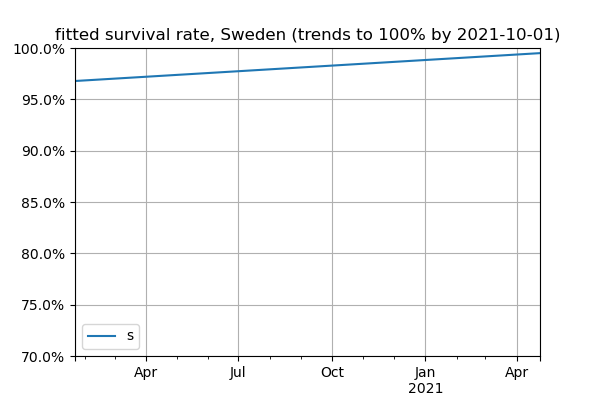 fitted survival rate, Sweden (trends to 100% by 2021-10-01)
100.0%
95.0%
90.0%
85.0%
80.0%
75.0%
70.0%
s
Apr Jul Oct Jan Apr
2021